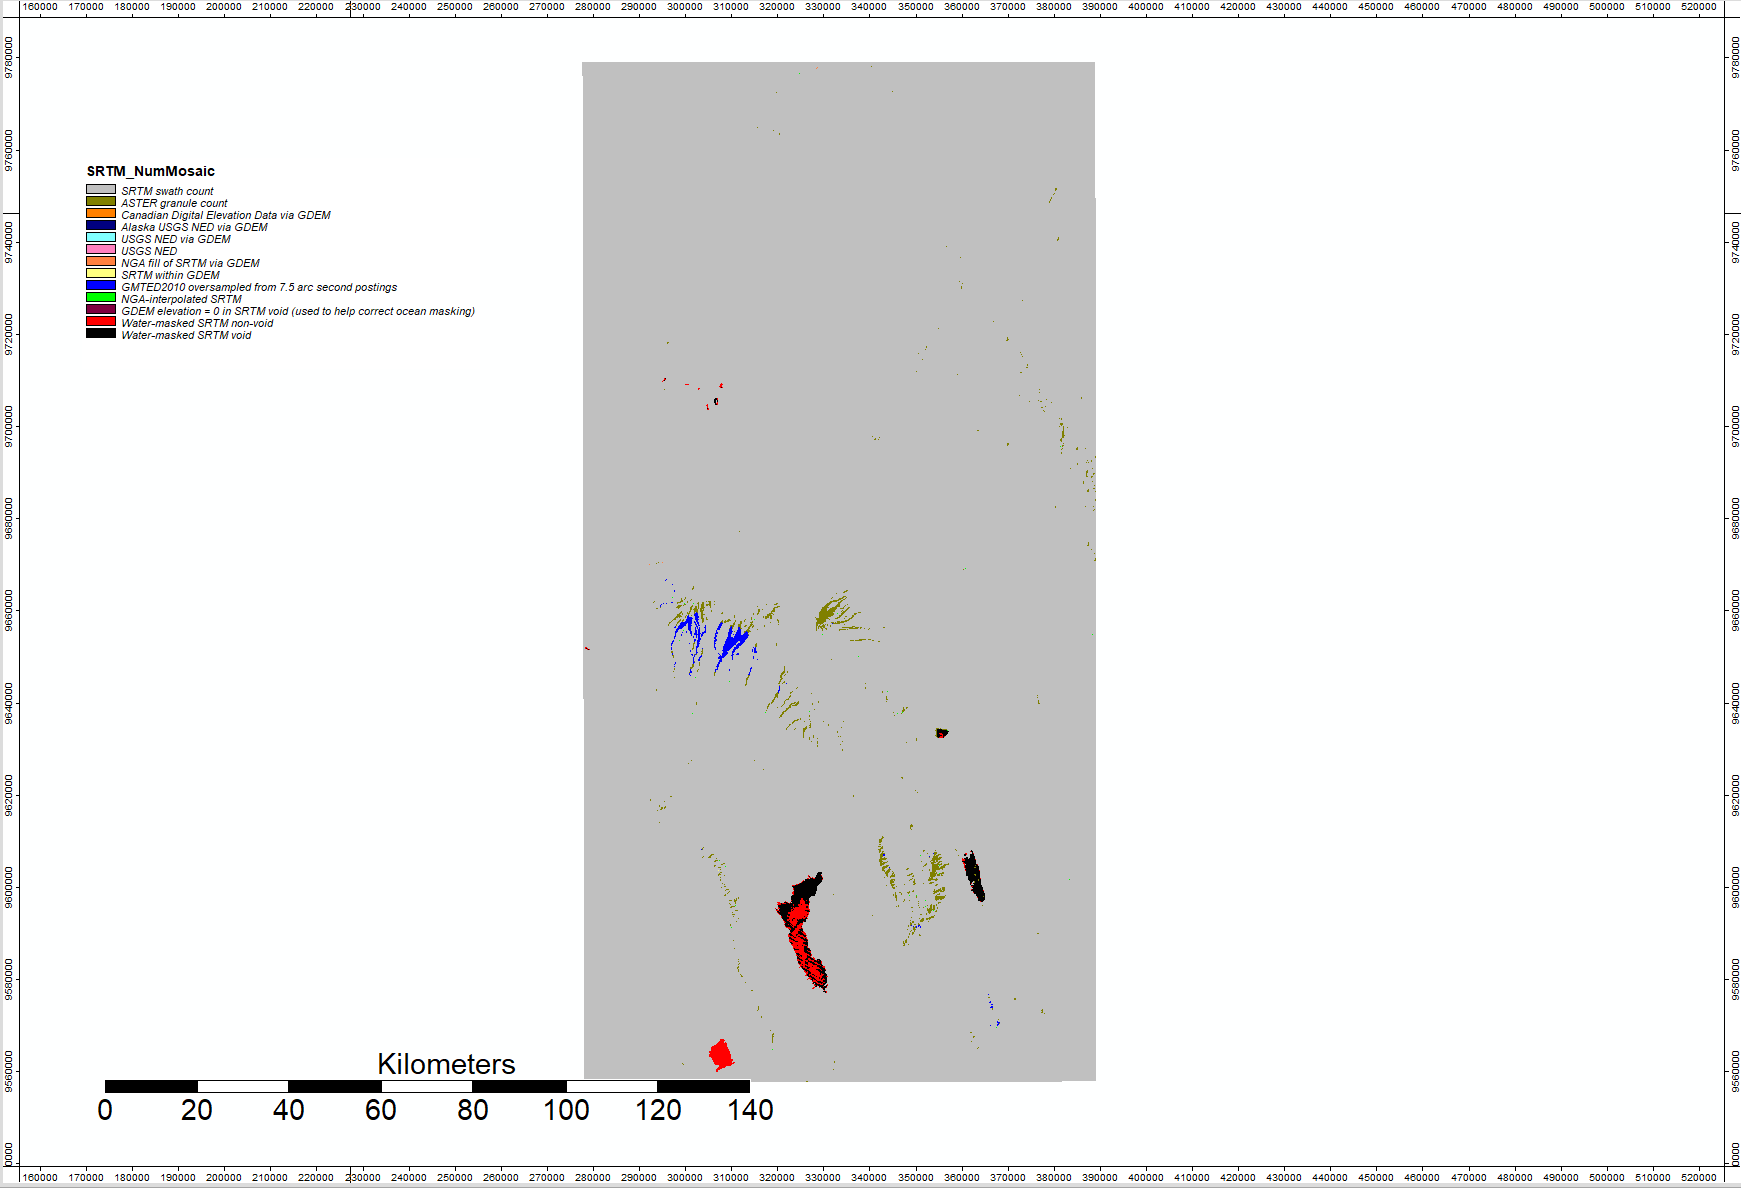 160000 170000 180000 190000 200000 210000 220000 230000 240000 250000 260000 270000 280000 290000 300000 310000 320000 330000 340000 350000 360000 370000 380000 390000 400000 410000 420000 430000 440000 450000 460000 470000 480000 490000 500000 510000 520000
9780000
9760000
9740000
9720000
9700000
9680000
9660000
9640000
9620000
9600000
9580000
9560000
0000
SRTM_NumMosaic
SRTM swath count
ASTER granule count
Canadian Digital Elevation Data via GDEM
Alaska USGS NED via GDEM
USGS NED via GDEM
USGS NED
NGA fill of SRTM via GDEM
SRTM within GDEM
GMTED2010 oversampled from 7.5 arc second postings
NGA-interpolated SRTM
GDEM elevation = 0 in SRTM void (used to help correct ocean masking)
Water-masked SRTM non-void
Water-masked SRTM void
Kilometers
0 20 40 60 80 100 120 140
9780000
9760000
9740000
9720000
9700000
9680000
9660000
9640000
9620000
9600000
9580000
9560000
0000
160000 170000 180000 190000 200000 210000 220000 230000 240000 250000 260000 270000 280000 290000 300000 310000 320000 330000 340000 350000 360000 370000 380000 390000 400000 410000 420000 430000 440000 450000 460000 470000 480000 490000 500000 510000 520000